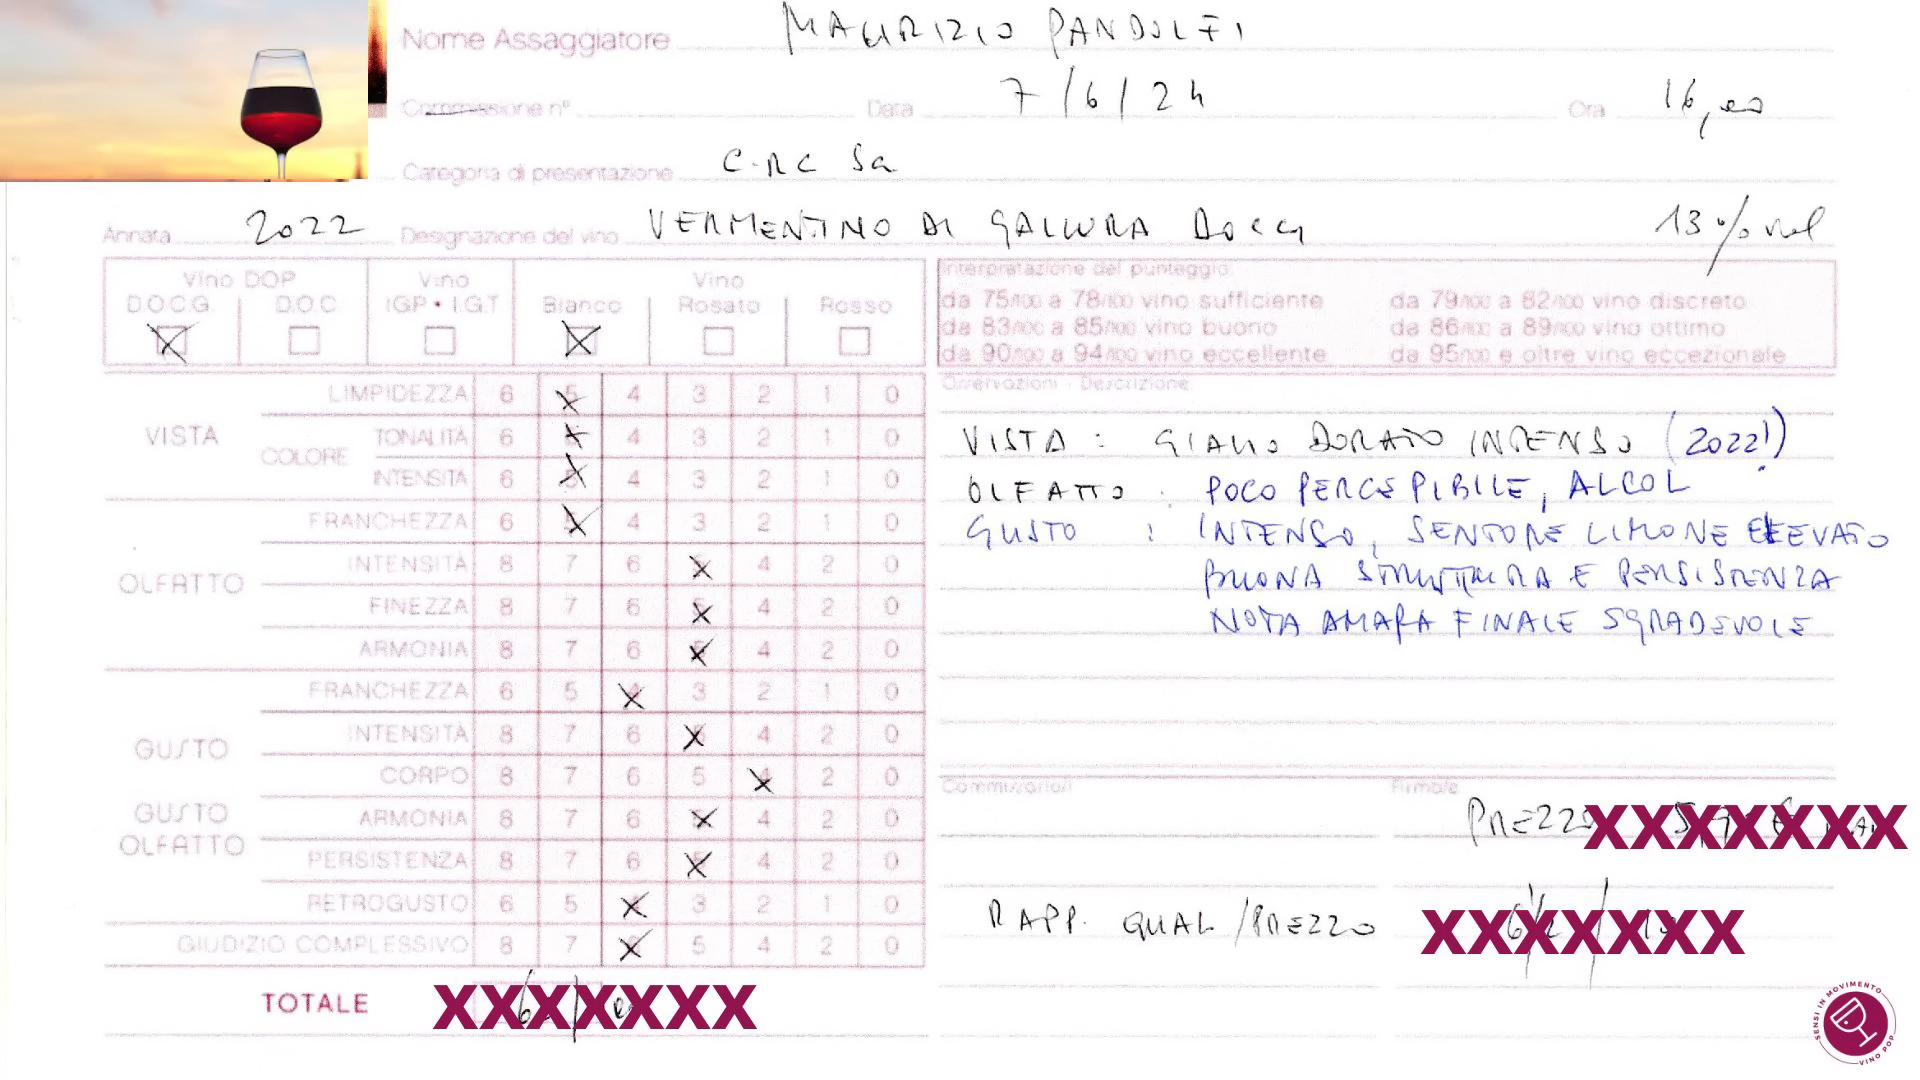 Nome Assaggiatore MAURIZIO PANDOLFI
Commissione n° Data 7/6/24 Ora 16,00
Categoria di presentazione
Annata 2022 Designazione del vino VERMENTINO DI GALLURA DOCG 13% vol
Vino DOP Vino IGP • I.G.T Vino
D.O.C.G. D.O.C. Bianco Rosato Rosso
Interpretazione del punteggio
da 75/100 a 78/100 vino sufficiente da 79/100 a 82/100 vino discreto
da 83/100 a 85/100 vino buono da 86/100 a 89/100 vino ottimo
da 90/100 a 94/100 vino eccellente da 95/100 e oltre vino eccezionale
VISTA
LIMPIDEZZA 6 5 4 3 2 1 0
COLORE
TONALITÀ 6 5 4 3 2 1 0
INTENSITÀ 6 5 4 3 2 1 0
OLFATTO
FRANCHEZZA 6 5 4 3 2 1 0
INTENSITÀ 8 7 6 5 4 2 0
FINEZZA 8 7 6 5 4 2 0
ARMONIA 8 7 6 5 4 2 0
GUSTO
FRANCHEZZA 6 5 4 3 2 1 0
INTENSITÀ 8 7 6 5 4 2 0
CORPO 8 7 6 5 4 2 0
GUSTO OLFATTO
ARMONIA 8 7 6 5 4 2 0
PERSISTENZA 8 7 6 5 4 2 0
RETROGUSTO 6 5 4 3 2 1 0
GIUDIZIO COMPLESSIVO 8 7 6 5 4 2 0
TOTALE XXXXXXX
Osservazioni - Descrizione
VISTA : GIALLO DORATO INTENSO (2022!)
OLFATTO : POCO PERCEPIBILE, ALCOL
GUSTO : INTENSO, SENTORE LIMONE ELEVATO
BUONA STRUTTURA E PERSISTENZA
NOTA AMARA FINALE SGRADEVOLE
Commissari Firmale
PREZZO XXXXXXX
RAPP. QUAL/PREZZO XXXXXXX
SENSI IN MOVIMENTO
VINO POP